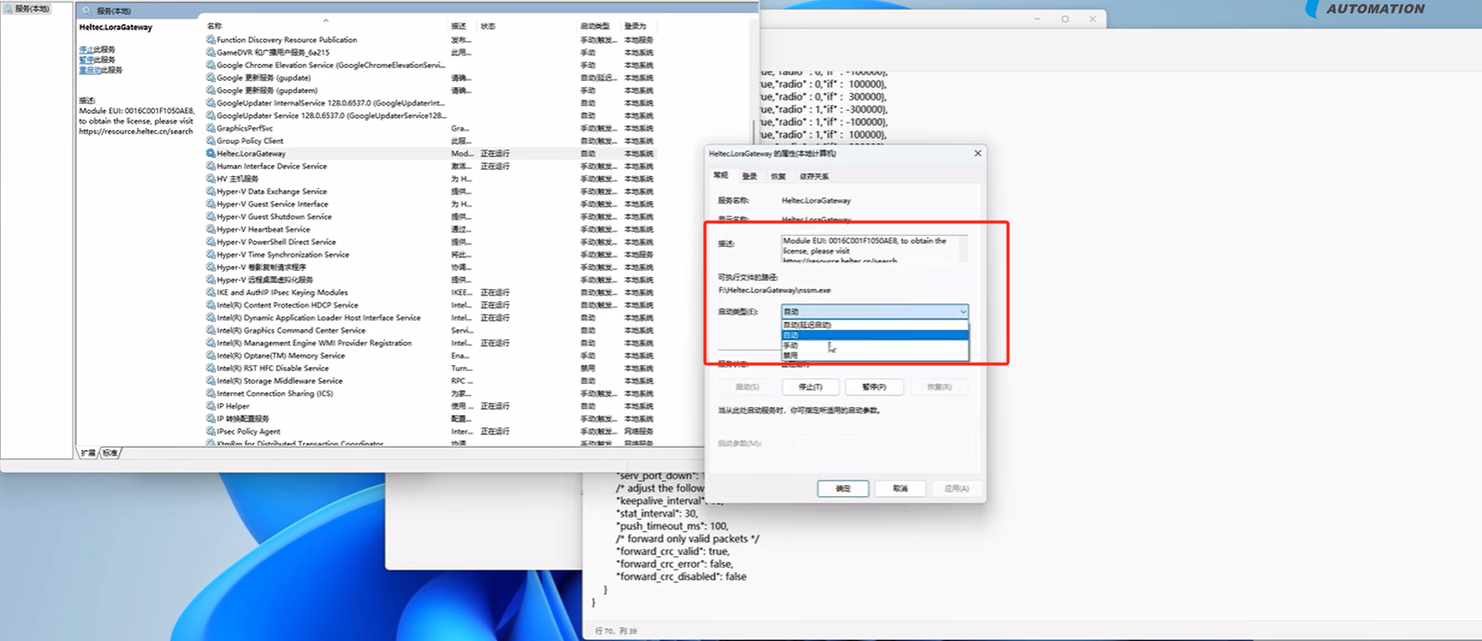 服务(本地)
服务(本地)
Heltec.LoraGateway
停止此服务
暂停此服务
重启动此服务
描述:
Module EUI: 0016C001F1050AE8,
to obtain the license, please visit
https://resource.heltec.cn/search
名称 描述 状态 启动类型 登录为
Function Discovery Resource Publication 发布... 手动(触发... 本地服务
GameDVR 和广播用户服务_6a215 此用... 手动 本地系统
Google Chrome Elevation Service (GoogleChromeElevationServi... 手动 本地系统
Google 更新服务 (gupdate) 请确... 自动(延迟... 本地系统
Google 更新服务 (gupdatem) 请确... 手动 本地系统
GoogleUpdater InternalService 128.0.6537.0 (GoogleUpdaterInt... 自动 本地系统
GoogleUpdater Service 128.0.6537.0 (GoogleUpdaterService128... 自动 本地系统
GraphicsPerfSvc Gra... 手动(触发... 本地系统
Group Policy Client 此服... 自动(触发... 本地系统
Heltec.LoraGateway Mod... 正在运行 自动 本地系统
Human Interface Device Service 激活... 正在运行 手动(触发... 本地系统
HV 主机服务 为 H... 手动(触发... 本地系统
Hyper-V Data Exchange Service 提供... 手动(触发... 本地系统
Hyper-V Guest Service Interface 为 H... 手动(触发... 本地系统
Hyper-V Guest Shutdown Service 提供... 手动(触发... 本地系统
Hyper-V Heartbeat Service 通过... 手动(触发... 本地系统
Hyper-V PowerShell Direct Service 提供... 手动(触发... 本地系统
Hyper-V Time Synchronization Service 将此... 手动(触发... 本地服务
Hyper-V 卷影复制请求程序 协调... 手动(触发... 本地系统
Hyper-V 远程桌面虚拟化服务 提供... 手动(触发... 本地系统
IKE and AuthIP IPsec Keying Modules IKEE... 正在运行 自动(触发... 本地系统
Intel(R) Content Protection HDCP Service Intel... 正在运行 自动(触发... 本地系统
Intel(R) Dynamic Application Loader Host Interface Service Intel... 正在运行 自动 本地系统
Intel(R) Graphics Command Center Service Servi... 自动 本地系统
Intel(R) Management Engine WMI Provider Registration Intel... 正在运行 自动 本地系统
Intel(R) Optane(TM) Memory Service Ena... 手动 本地系统
Intel(R) RST HFC Disable Service Turn... 禁用 本地系统
Intel(R) Storage Middleware Service RPC ... 自动 本地系统
Internet Connection Sharing (ICS) 为家... 手动(触发... 本地系统
IP Helper 使用 ... 正在运行 自动 本地系统
IP 转换配置服务 配置... 手动(触发... 本地系统
IPsec Policy Agent Inter... 正在运行 手动(触发... 网络服务
KtmRm for Distributed Transaction Coordinator 协调... 手动(触发... 网络服务
扩展 标准
AUTOMATION
rue,"radio" : 0,"if" : -100000},
rue,"radio" : 0,"if" : 100000},
rue,"radio" : 0,"if" : 300000},
rue,"radio" : 1,"if" : -300000},
rue,"radio" : 1,"if" : -100000},
rue,"radio" : 1,"if" : 100000},
Heltec.LoraGateway 的属性(本地计算机)
常规 登录 恢复 依存关系
服务名称: Heltec.LoraGateway
显示名称: Heltec.LoraGateway
描述: Module EUI: 0016C001F1050AE8, to obtain the
license, please visit
https://resource.heltec.cn/search
可执行文件的路径:
F:\Heltec.LoraGateway\nssm.exe
启动类型(E): 自动
自动(延迟启动)
自动
手动
禁用
服务状态: 正在运行
启动(S) 停止(T) 暂停(P) 恢复(R)
当从此处启动服务时，你可指定所适用的启动参数。
启动参数(M):
确定 取消 应用(A)
"serv_port_down":
/* adjust the follow
"keepalive_interval":
"stat_interval": 30,
"push_timeout_ms": 100,
/* forward only valid packets */
"forward_crc_valid": true,
"forward_crc_error": false,
"forward_crc_disabled": false
}
}
行 70，列 39